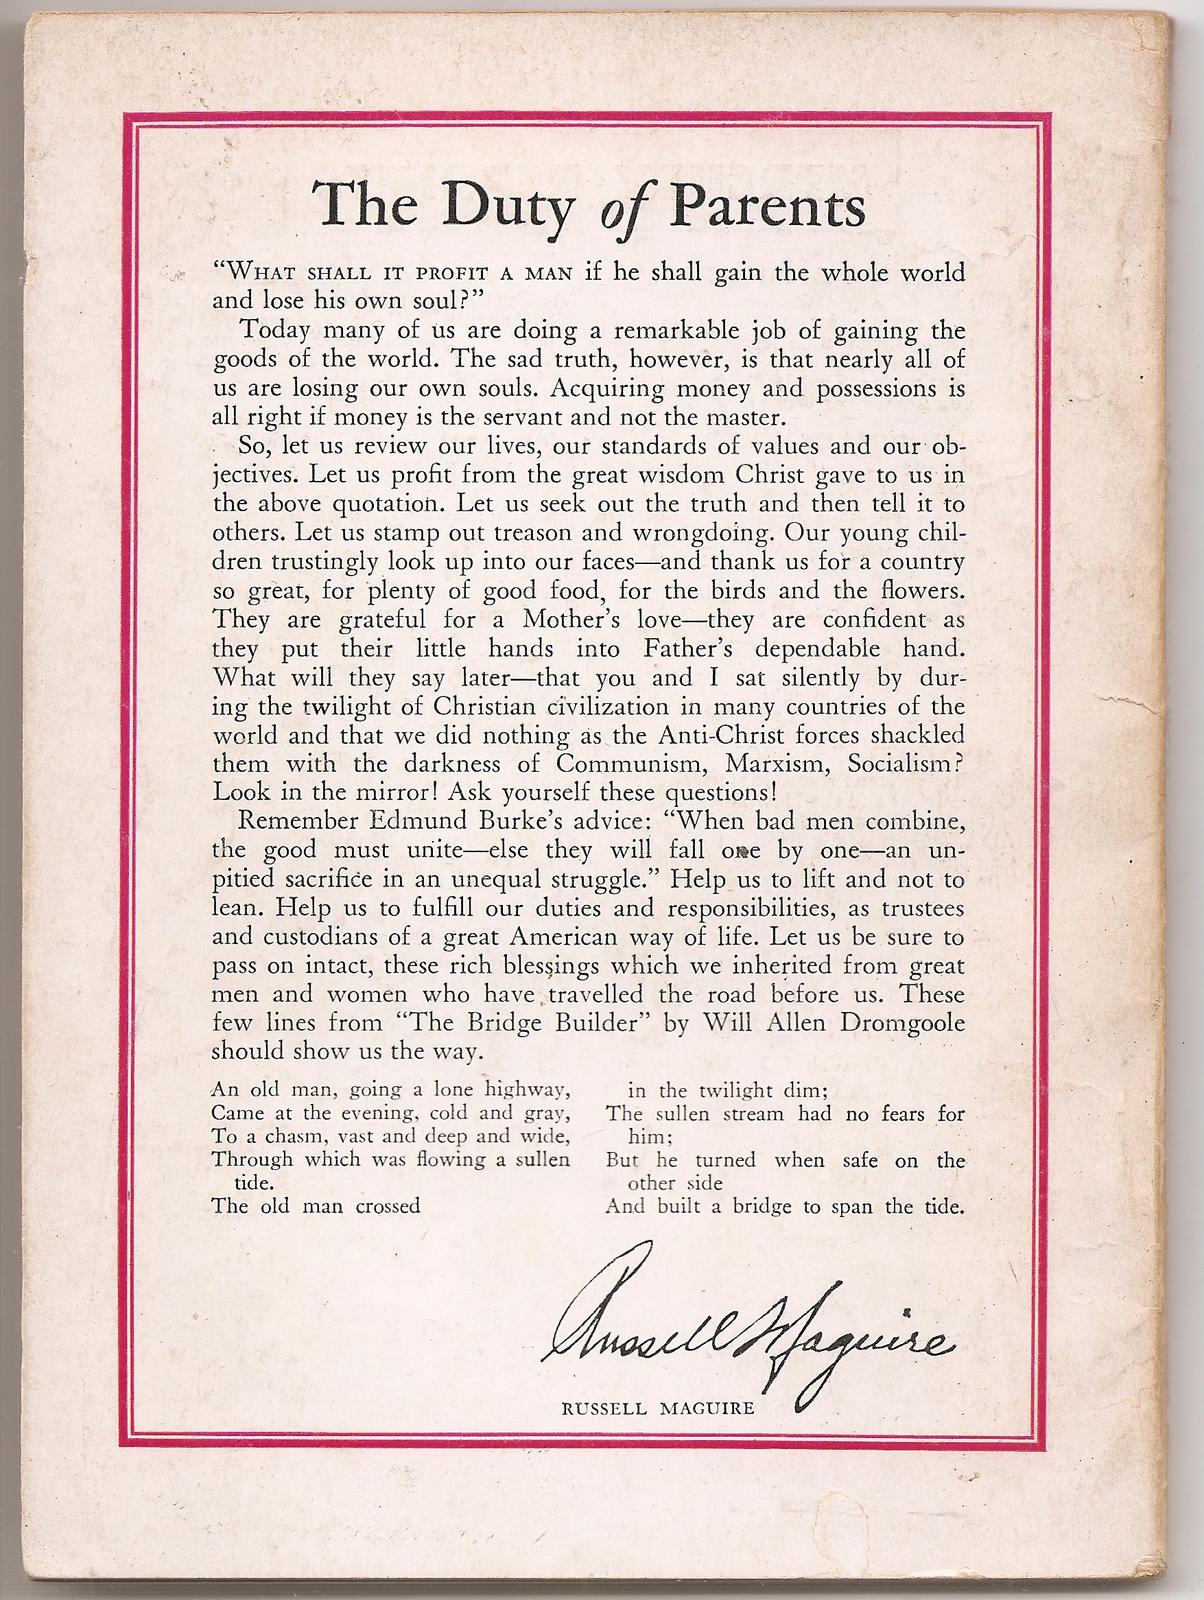 The Duty of Parents
“WHAT SHALL IT PROFIT A MAN if he shall gain the whole world
and lose his own soul?”
Today many of us are doing a remarkable job of gaining the
goods of the world. The sad truth, however, is that nearly all of
us are losing our own souls. Acquiring money and possessions is
all right if money is the servant and not the master.
So, let us review our lives, our standards of values and our ob-
jectives. Let us profit from the great wisdom Christ gave to us in
the above quotation. Let us seek out the truth and then tell it to
others. Let us stamp out treason and wrongdoing. Our young chil-
dren trustingly look up into our faces—and thank us for a country
so great, for plenty of good food, for the birds and the flowers.
They are grateful for a Mother’s love—they are confident as
they put their little hands into Father’s dependable hand.
What will they say later—that you and I sat silently by dur-
ing the twilight of Christian civilization in many countries of the
world and that we did nothing as the Anti-Christ forces shackled
them with the darkness of Communism, Marxism, Socialism?
Look in the mirror! Ask yourself these questions!
Remember Edmund Burke’s advice: “When bad men combine,
the good must unite—else they will fall one by one—an un-
pitied sacrifice in an unequal struggle.” Help us to lift and not to
lean. Help us to fulfill our duties and responsibilities, as trustees
and custodians of a great American way of life. Let us be sure to
pass on intact, these rich blessings which we inherited from great
men and women who have travelled the road before us. These
few lines from “The Bridge Builder” by Will Allen Dromgoole
should show us the way.
An old man, going a lone highway,
Came at the evening, cold and gray,
To a chasm, vast and deep and wide,
Through which was flowing a sullen
tide.
The old man crossed
in the twilight dim;
The sullen stream had no fears for
him;
But he turned when safe on the
other side
And built a bridge to span the tide.
Russell Maguire
RUSSELL MAGUIRE